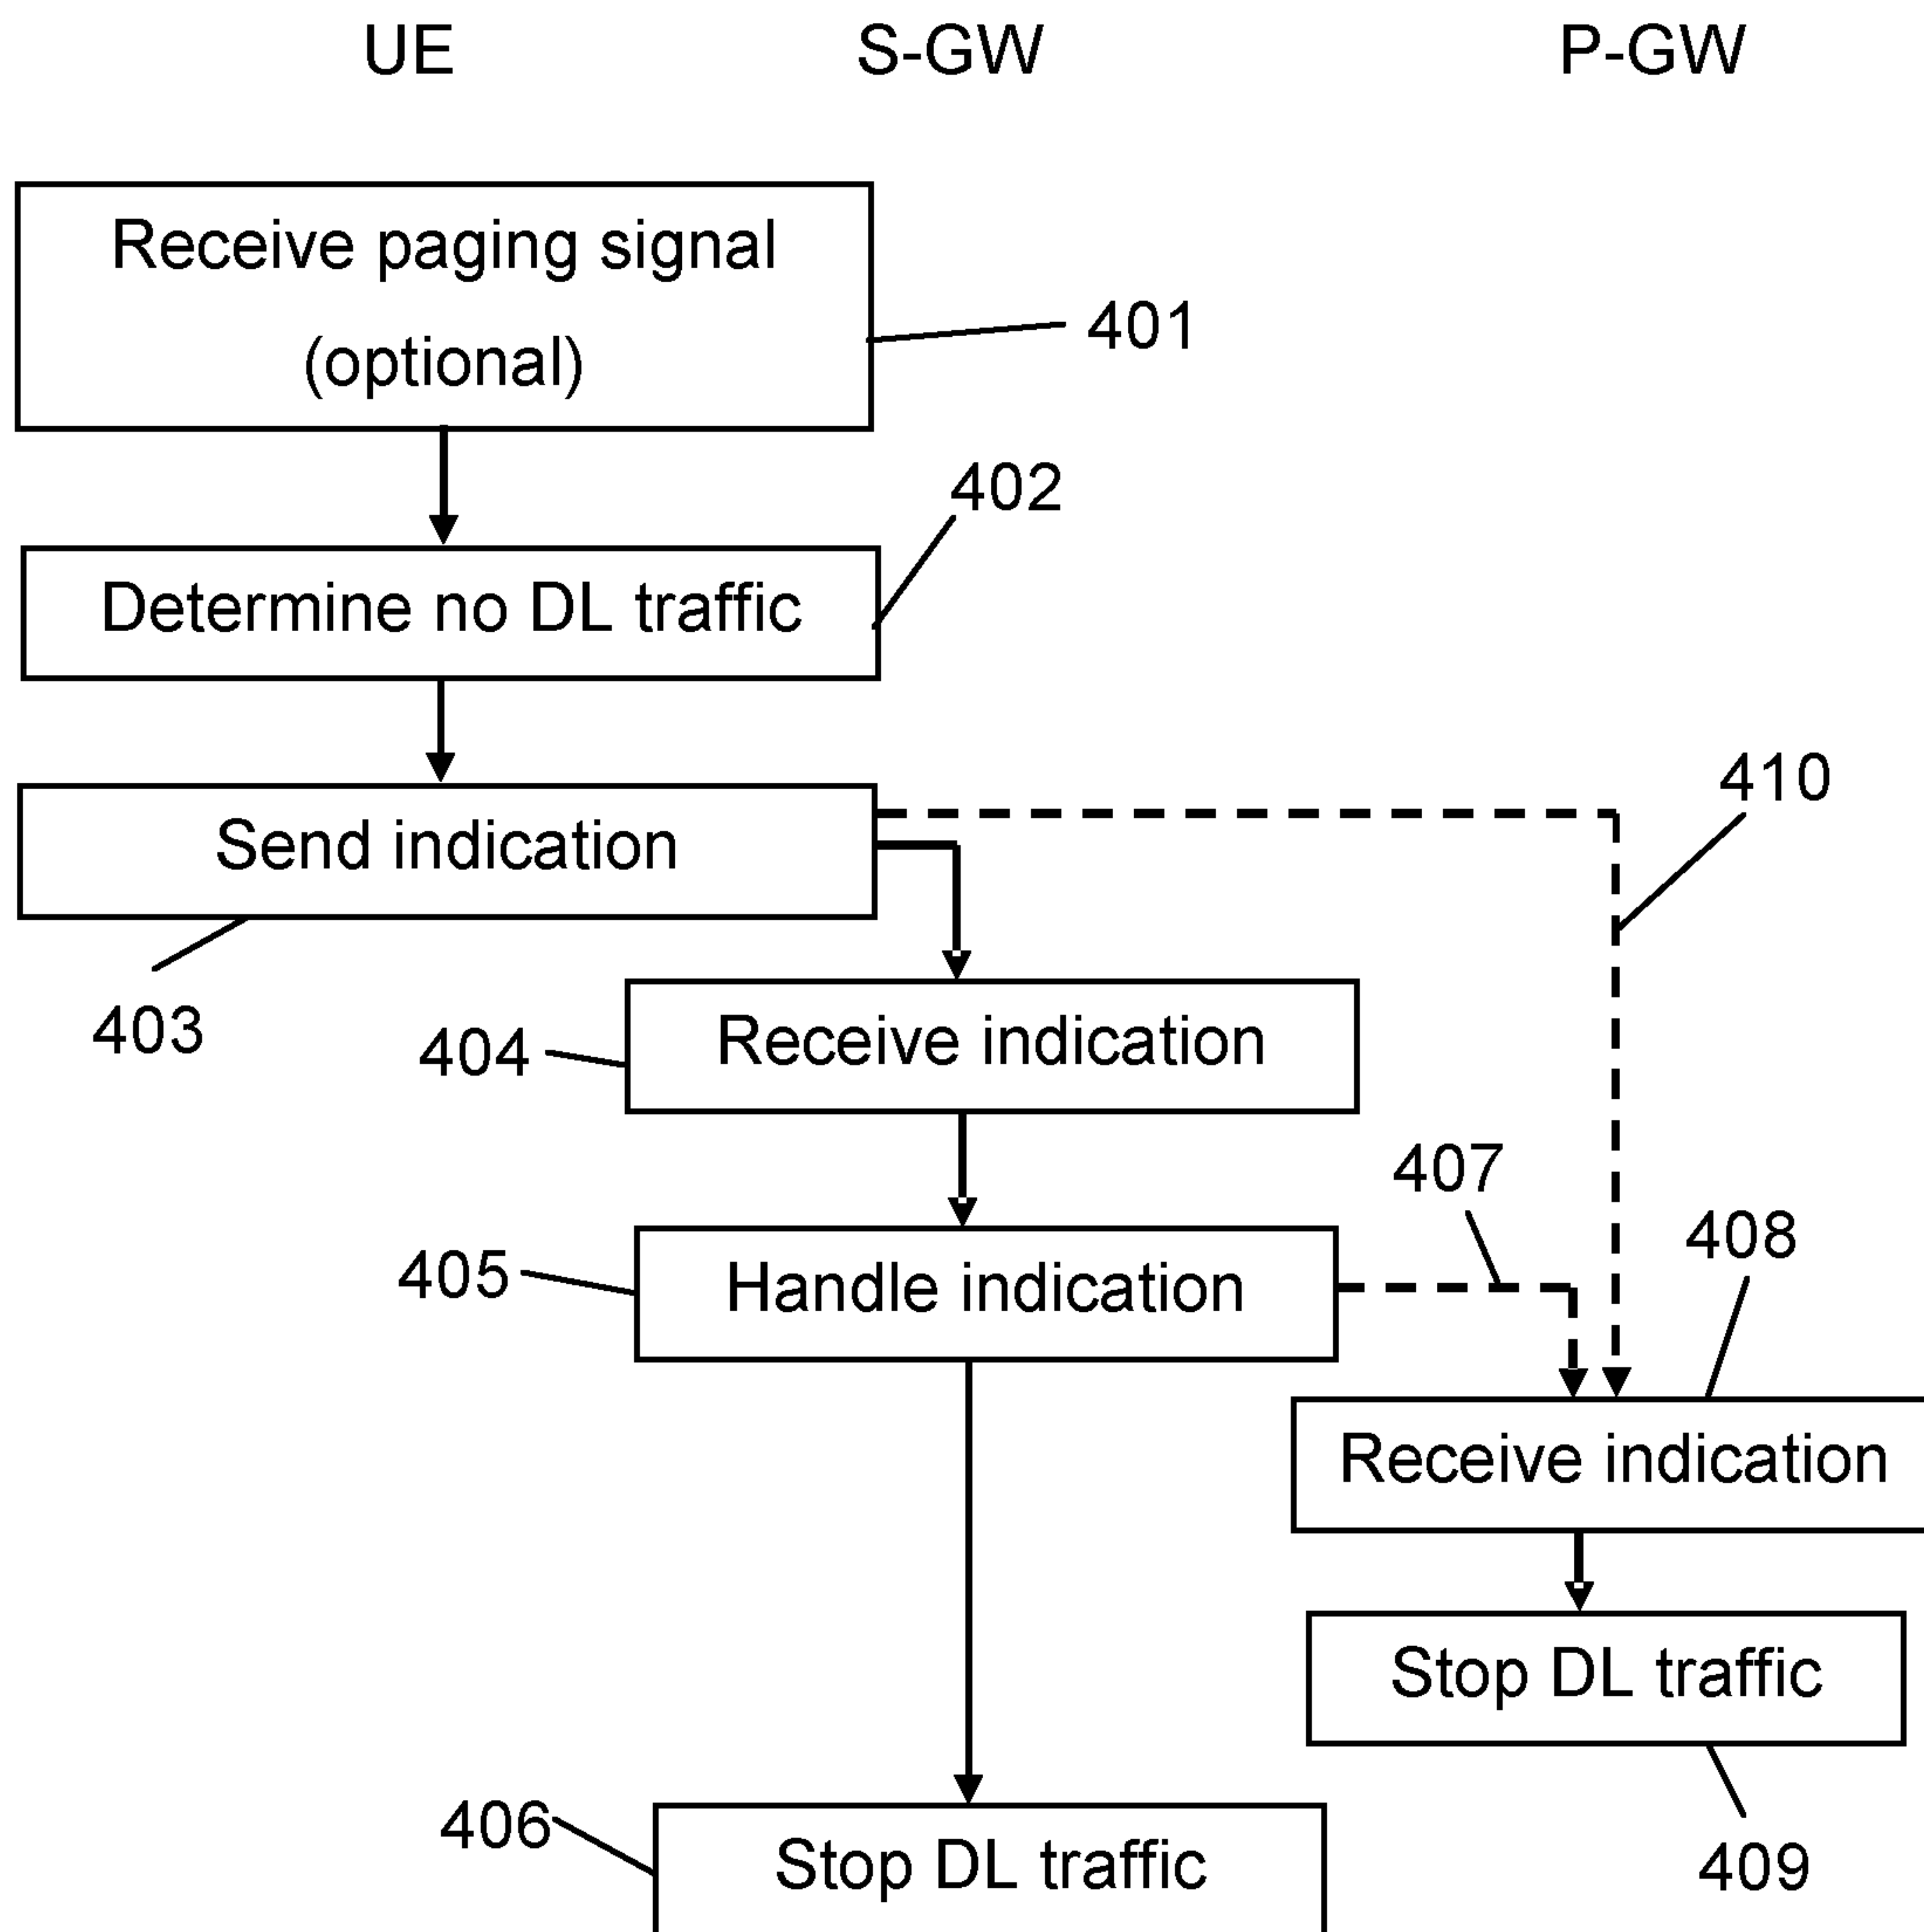 UE S-GW P-GW
Receive paging signal
(optional)
401
402
Determine no DL traffic
410
Send indication
403
404
Receive indication
407
408
405
Handle indication
Receive indication
Stop DL traffic
406
Stop DL traffic
409